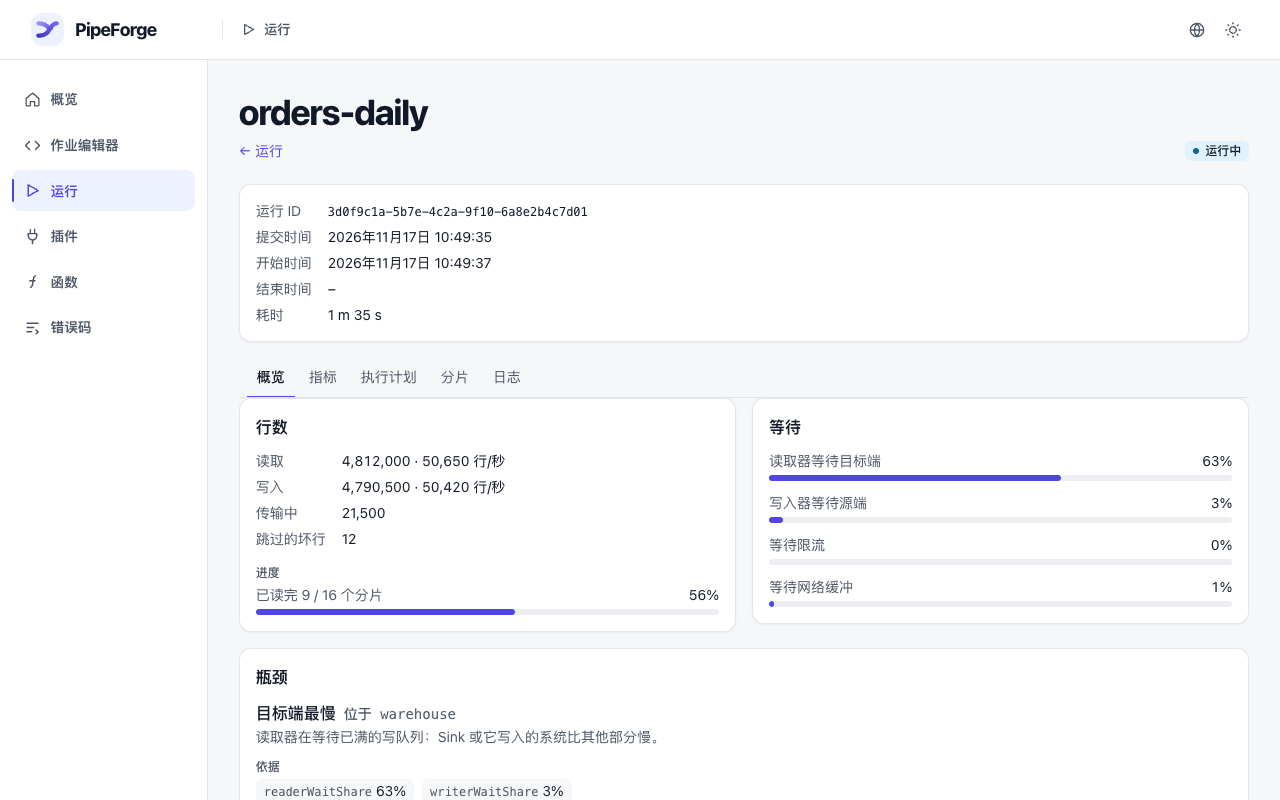 PipeForge
运行
概览
作业编辑器
运行
插件
函数
错误码
orders-daily
← 运行
运行中
运行 ID 3d0f9c1a-5b7e-4c2a-9f10-6a8e2b4c7d01
提交时间 2026年11月17日 10:49:35
开始时间 2026年11月17日 10:49:37
结束时间 –
耗时 1 m 35 s
概览 指标 执行计划 分片 日志
行数
读取 4,812,000 · 50,650 行/秒
写入 4,790,500 · 50,420 行/秒
传输中 21,500
跳过的坏行 12
进度
已读完 9 / 16 个分片 56%
等待
读取器等待目标端 63%
写入器等待源端 3%
等待限流 0%
等待网络缓冲 1%
瓶颈
目标端最慢 位于 warehouse
读取器在等待已满的写队列：Sink 或它写入的系统比其他部分慢。
依据
readerWaitShare 63% writerWaitShare 3%